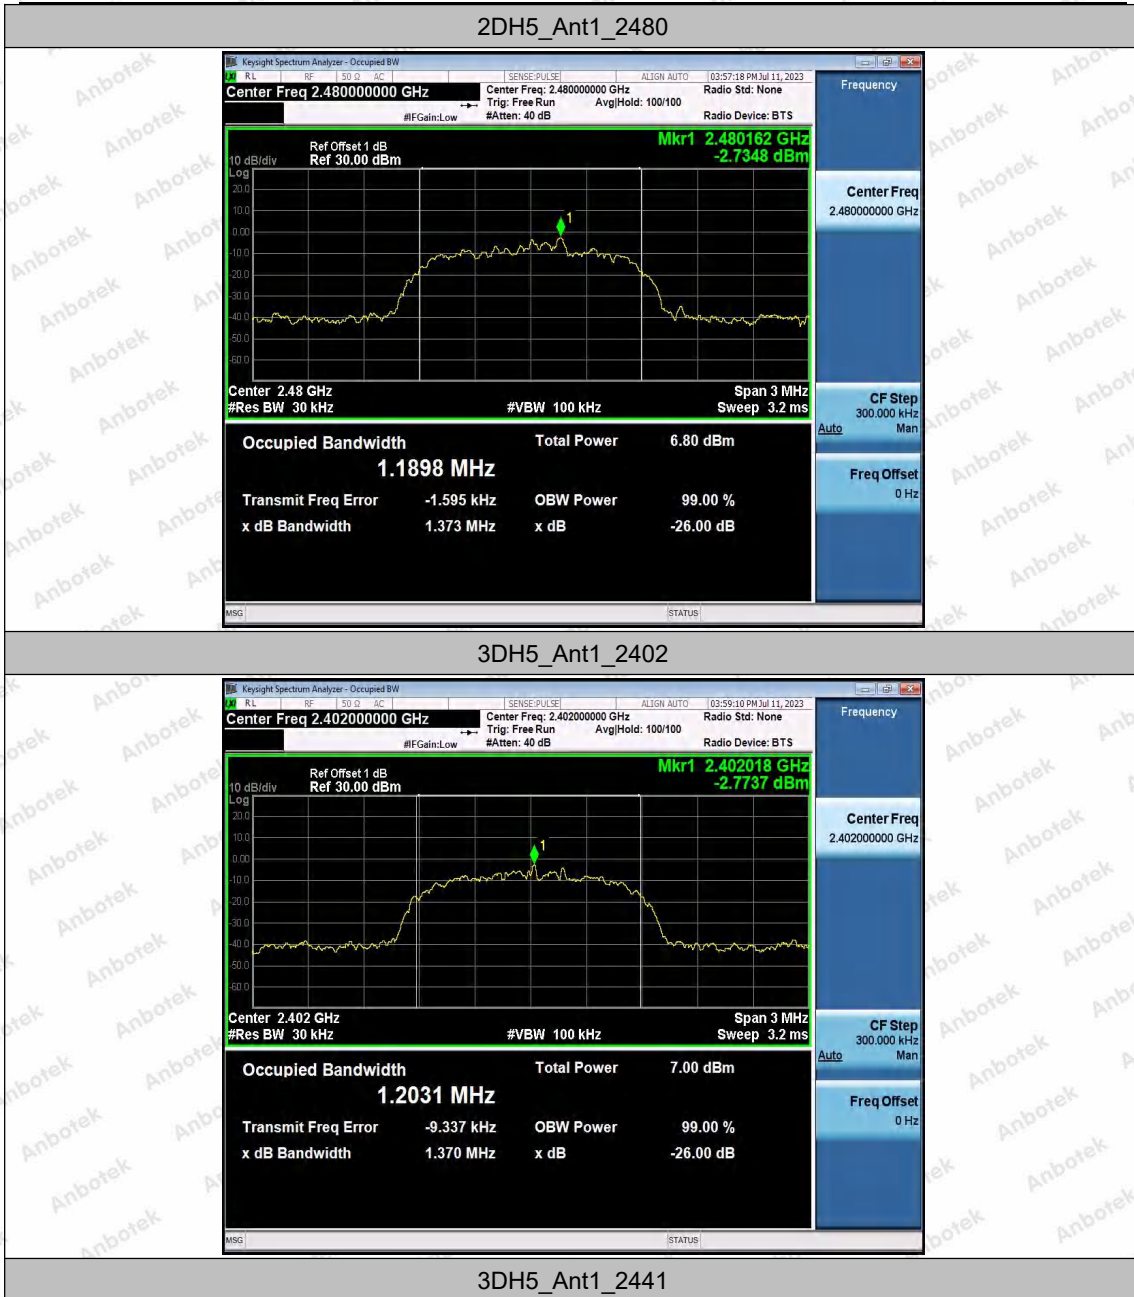 2DH5_Ant1_2480
Keysight Spectrum Analyzer - Occupied BW
RL RF 50 Ω AC SENSE:PULSE ALIGN AUTO 03:57:18 PM Jul 11, 2023
Center Freq 2.480000000 GHz
Center Freq: 2.480000000 GHz Radio Std: None
Trig: Free Run Avg|Hold: 100/100
#IFGain:Low #Atten: 40 dB Radio Device: BTS
Frequency
Mkr1 2.480162 GHz
-2.7348 dBm
Ref Offset 1 dB
10 dB/div Ref 30.00 dBm
Log
20.0
10.0
0.00
-10.0
-20.0
-30.0
-40.0
-50.0
-60.0
1
Center 2.48 GHz Span 3 MHz
#Res BW 30 kHz #VBW 100 kHz Sweep 3.2 ms
Center Freq
2.480000000 GHz
CF Step
300.000 kHz
Auto Man
Freq Offset
0 Hz
Occupied Bandwidth Total Power 6.80 dBm
1.1898 MHz
Transmit Freq Error -1.595 kHz OBW Power 99.00 %
x dB Bandwidth 1.373 MHz x dB -26.00 dB
MSG STATUS
3DH5_Ant1_2402
Keysight Spectrum Analyzer - Occupied BW
RL RF 50 Ω AC SENSE:PULSE ALIGN AUTO 03:59:10 PM Jul 11, 2023
Center Freq 2.402000000 GHz
Center Freq: 2.402000000 GHz Radio Std: None
Trig: Free Run Avg|Hold: 100/100
#IFGain:Low #Atten: 40 dB Radio Device: BTS
Frequency
Mkr1 2.402018 GHz
-2.7737 dBm
Ref Offset 1 dB
10 dB/div Ref 30.00 dBm
Log
20.0
10.0
0.00
-10.0
-20.0
-30.0
-40.0
-50.0
-60.0
1
Center 2.402 GHz Span 3 MHz
#Res BW 30 kHz #VBW 100 kHz Sweep 3.2 ms
Center Freq
2.402000000 GHz
CF Step
300.000 kHz
Auto Man
Freq Offset
0 Hz
Occupied Bandwidth Total Power 7.00 dBm
1.2031 MHz
Transmit Freq Error -9.337 kHz OBW Power 99.00 %
x dB Bandwidth 1.370 MHz x dB -26.00 dB
MSG STATUS
3DH5_Ant1_2441